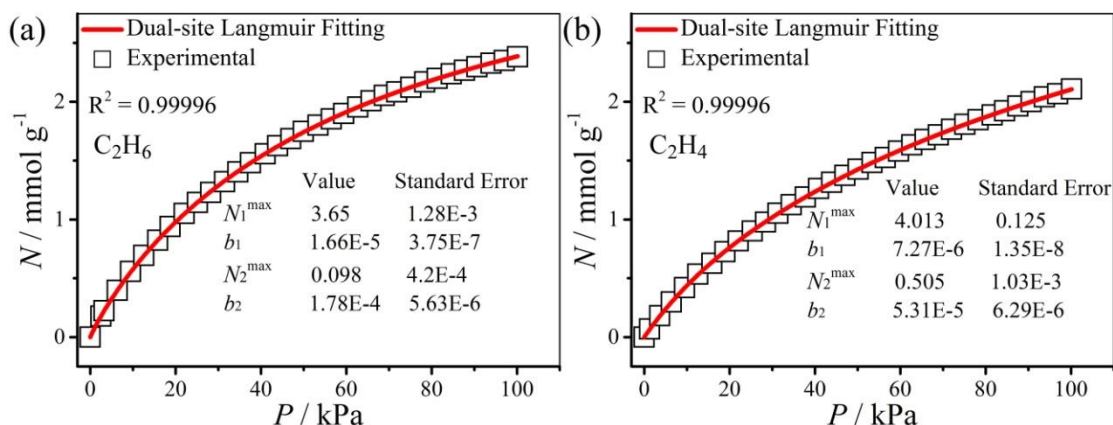 (a)
Dual-site Langmuir Fitting
Experimental
R² = 0.99996
C₂H₆
Value Standard Error
N₁ᵐᵃˣ 3.65 1.28E-3
b₁ 1.66E-5 3.75E-7
N₂ᵐᵃˣ 0.098 4.2E-4
b₂ 1.78E-4 5.63E-6
N / mmol g⁻¹
2
1
0
0 20 40 60 80 100
P / kPa
(b)
Dual-site Langmuir Fitting
Experimental
R² = 0.99996
C₂H₄
Value Standard Error
N₁ᵐᵃˣ 4.013 0.125
b₁ 7.27E-6 1.35E-8
N₂ᵐᵃˣ 0.505 1.03E-3
b₂ 5.31E-5 6.29E-6
N / mmol g⁻¹
2
1
0
0 20 40 60 80 100
P / kPa